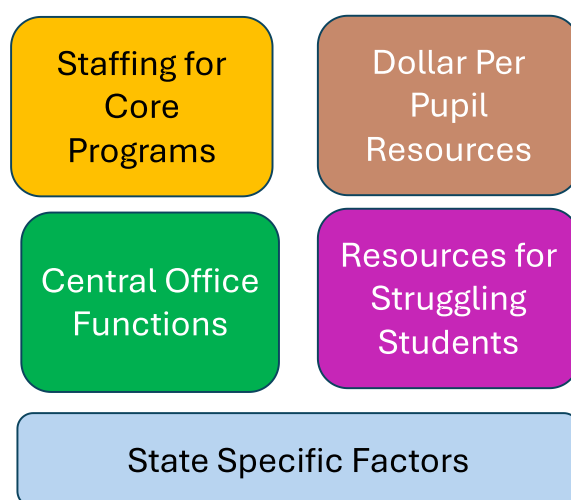 Staffing for
Core
Programs
Dollar Per
Pupil
Resources
Central Office
Functions
Resources for
Struggling
Students
State Specific Factors